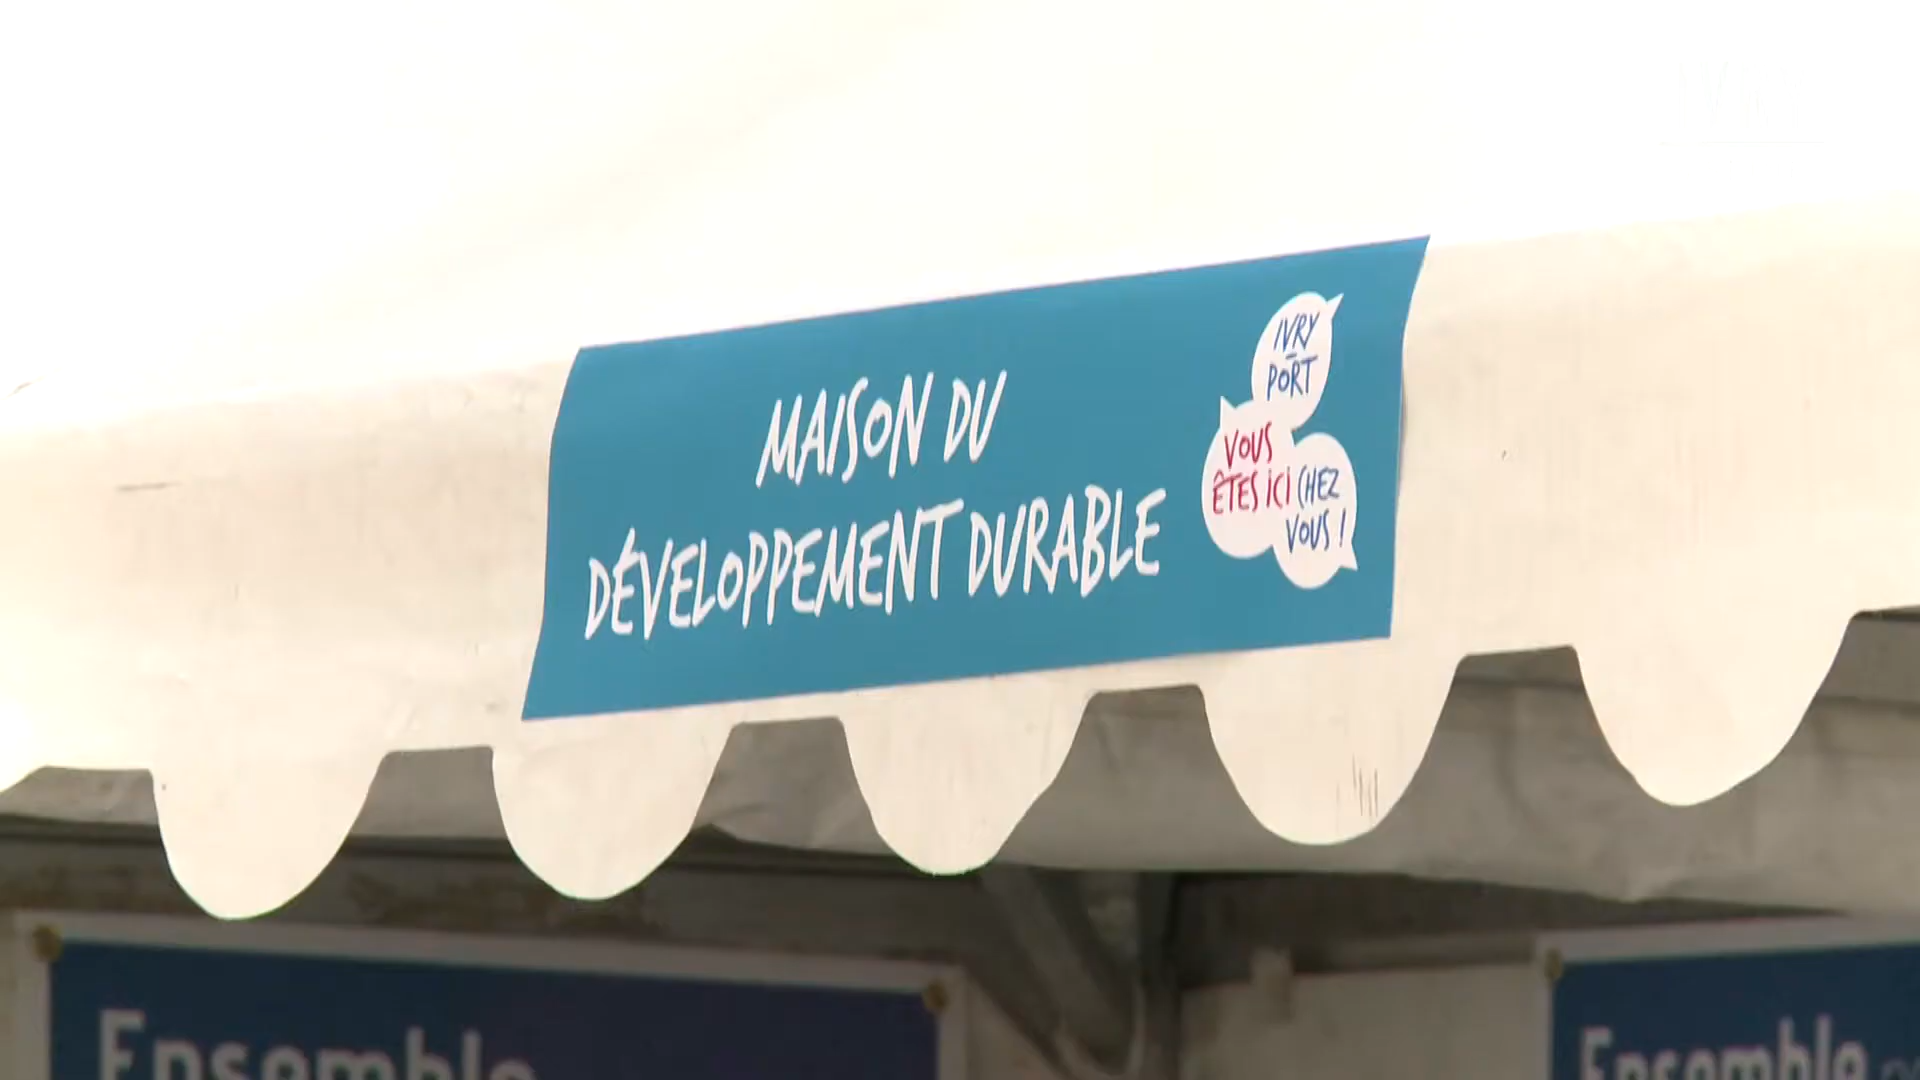 MAISON DU
DÉVELOPPEMENT DURABLE
IVRY
PORT
VOUS
ÊTES ICI CHEZ
VOUS !
Ensemble
Ensemble